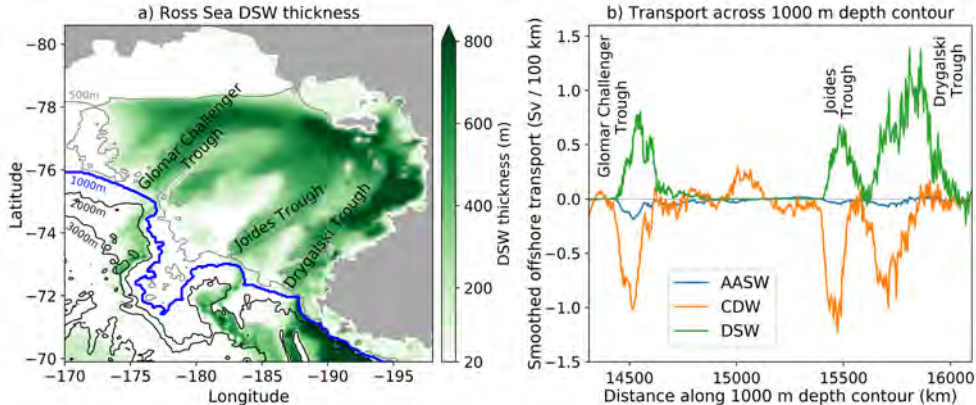 a) Ross Sea DSW thickness
−80
−78
−76
−74
−72
−70
Latitude
−170
−175
−180
−185
−190
−195
Longitude
500m
1000m
2000m
3000m
Glomar Challenger
Trough
Joides Trough
Drygalski Trough
800
600
400
200
20
DSW thickness (m)
b) Transport across 1000 m depth contour
1.5
1.0
0.5
0.0
−0.5
−1.0
−1.5
Smoothed offshore transport (Sv / 100 km)
Glomar Challenger
Trough
Joides
Trough
Drygalski
Trough
AASW
CDW
DSW
14500
15000
15500
16000
Distance along 1000 m depth contour (km)